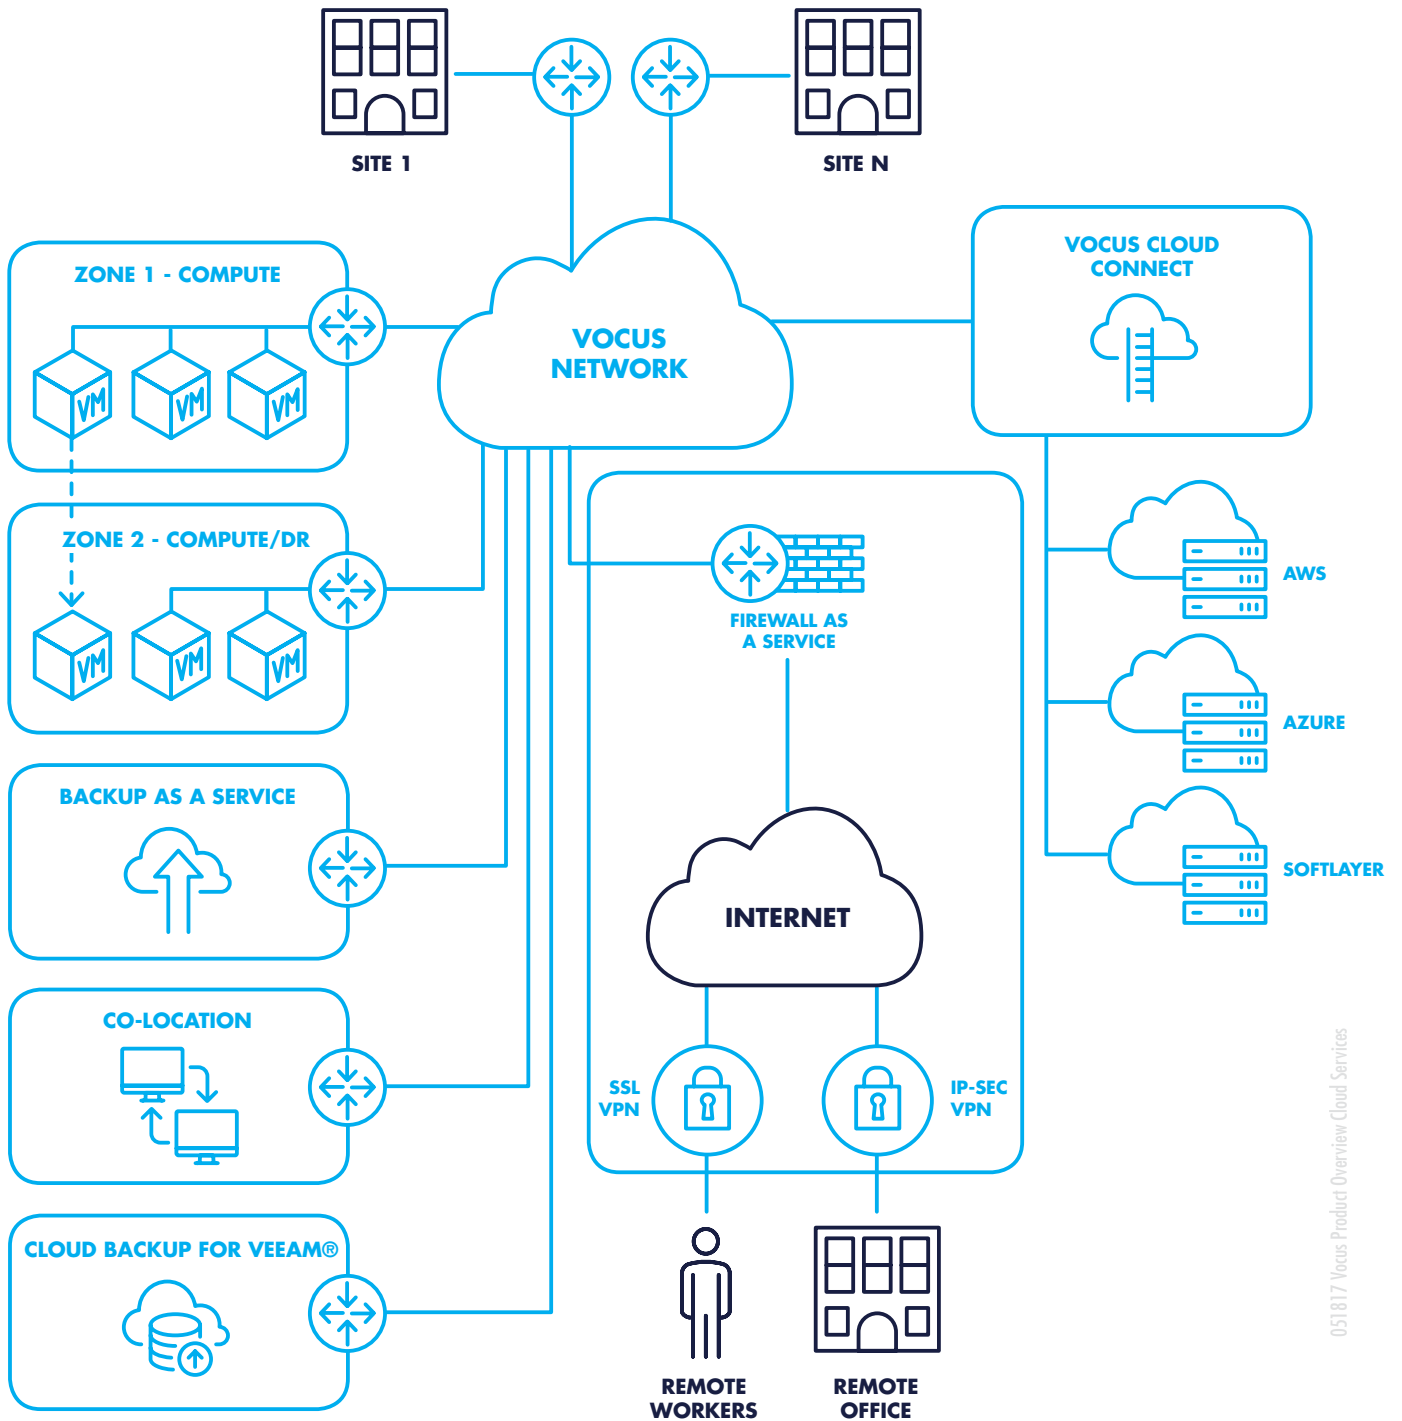 SITE 1
SITE N
VOCUS CLOUD
CONNECT
ZONE 1 - COMPUTE
VM
VM
VM
VOCUS
NETWORK
ZONE 2 - COMPUTE/DR
VM
VM
VM
FIREWALL AS
A SERVICE
AWS
AZURE
SOFTLAYER
BACKUP AS A SERVICE
INTERNET
CO-LOCATION
SSL
VPN
IP-SEC
VPN
CLOUD BACKUP FOR VEEAM®
REMOTE
WORKERS
REMOTE
OFFICE
051817 Vocus Product Overview Cloud Services